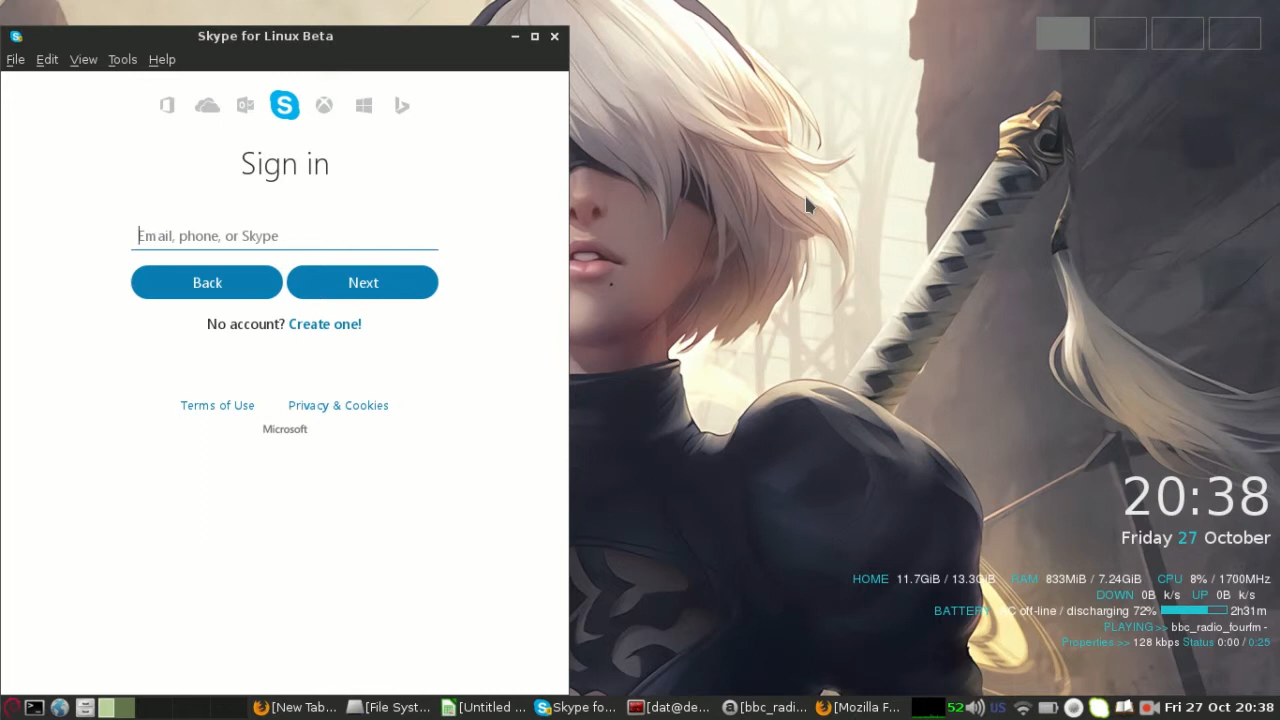 Skype for Linux Beta
File Edit View Tools Help
Sign in
Email, phone, or Skype
Back Next
No account? Create one!
Terms of Use Privacy & Cookies
Microsoft
20:38
Friday 27 October
HOME 11.7GiB / 13.3GiB RAM 833MiB / 7.24GiB CPU 8% / 1700MHz
DOWN 0B k/s UP 0B k/s
BATTERY AC off-line / discharging 72% 2h31m
PLAYING >> bbc_radio_fourfm -
Properties >> 128 kbps Status 0:00 / 0:25
[New Tab... [File Syst... [Untitled ... Skype fo... [dat@de... [bbc_radi... [Mozilla F... 52 US Fri 27 Oct 20:38